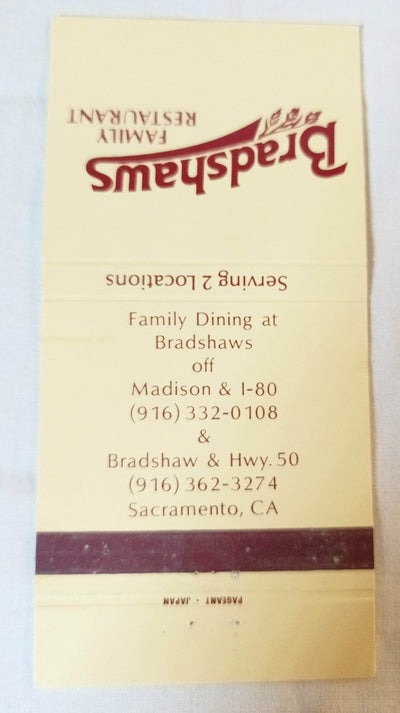 Bradshaws
FAMILY
RESTAURANT
Serving 2 Locations
Family Dining at
Bradshaws
off
Madison & I-80
(916) 332-0108
&
Bradshaw & Hwy. 50
(916) 362-3274
Sacramento, CA
PAGEANT · JAPAN